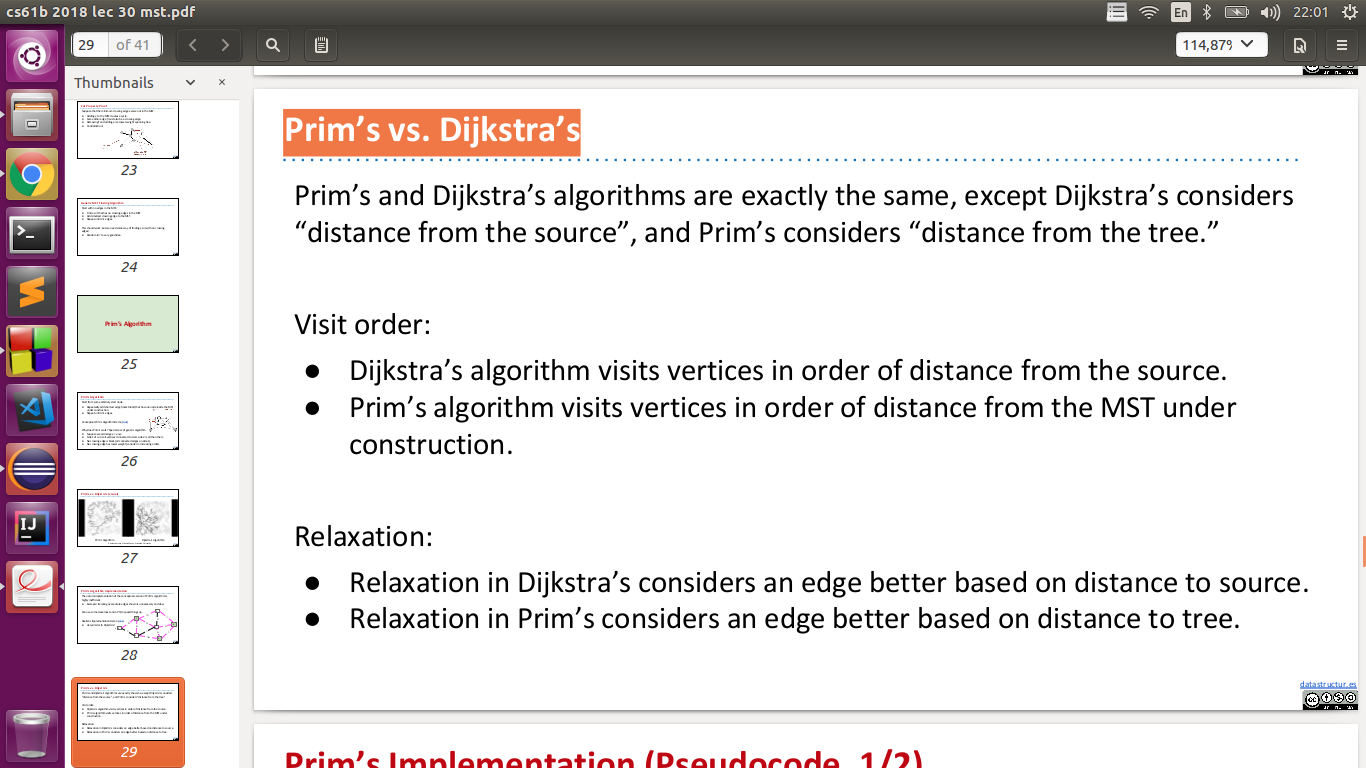 cs61b 2018 lec 30 mst.pdf
En
22:01
29 of 41
114,87%
Thumbnails
Prim's vs. Dijkstra's
Prim's and Dijkstra's algorithms are exactly the same, except Dijkstra's considers
“distance from the source”, and Prim's considers “distance from the tree.”
Visit order:
● Dijkstra's algorithm visits vertices in order of distance from the source.
● Prim's algorithm visits vertices in order of distance from the MST under
construction.
Relaxation:
● Relaxation in Dijkstra's considers an edge better based on distance to source.
● Relaxation in Prim's considers an edge better based on distance to tree.
datastructur.es
Prim's Implementation (Pseudocode, 1/2)
23
24
Prim's Algorithm
25
26
27
28
29
IJ